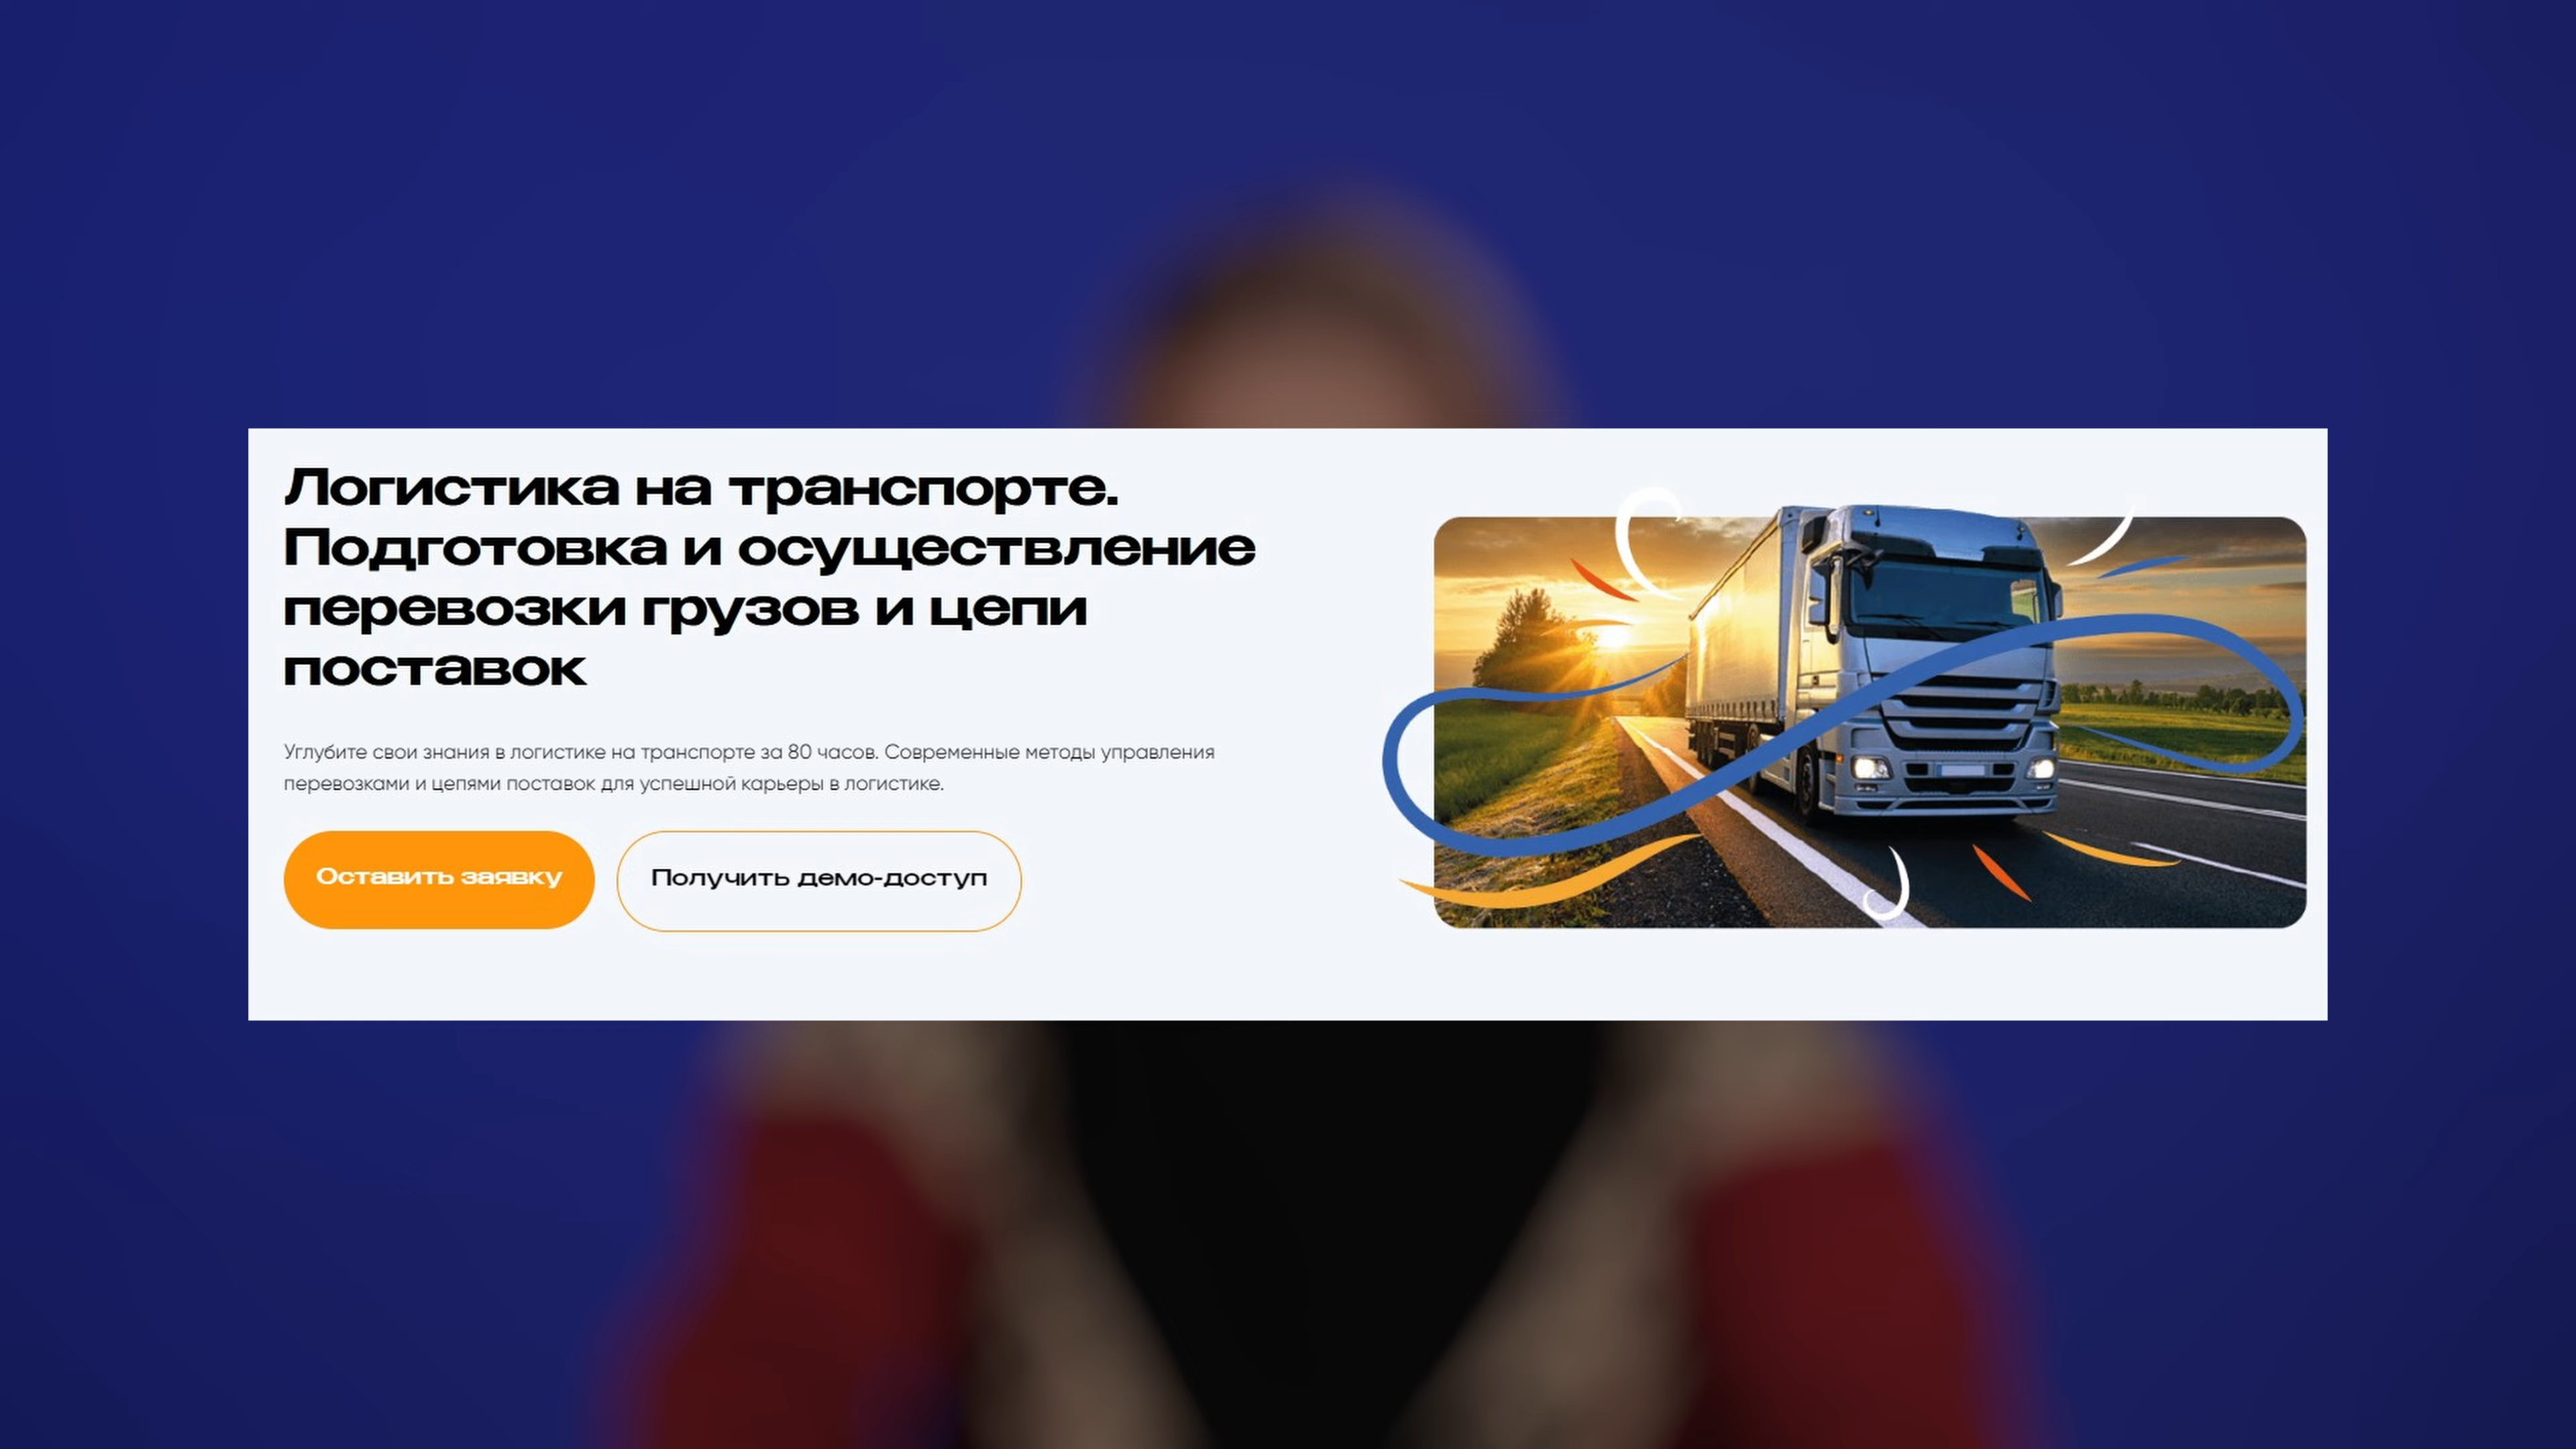 Логистика на транспорте.
Подготовка и осуществление
перевозки грузов и цепи
поставок
Углубите свои знания в логистике на транспорте за 80 часов. Современные методы управления
перевозками и цепями поставок для успешной карьеры в логистике.
Оставить заявку
Получить демо-доступ